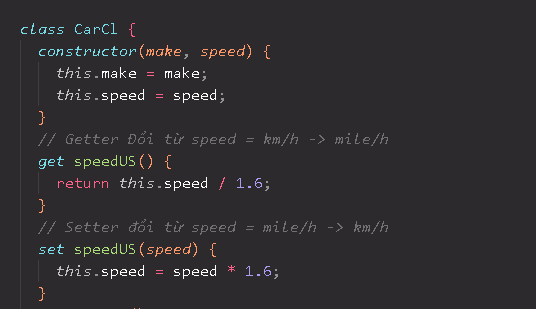 class CarCl {
constructor(make, speed) {
this.make = make;
this.speed = speed;
}
// Getter Đổi từ speed = km/h -> mile/h
get speedUS() {
return this.speed / 1.6;
}
// Setter đổi từ speed = mile/h -> km/h
set speedUS(speed) {
this.speed = speed * 1.6;
}